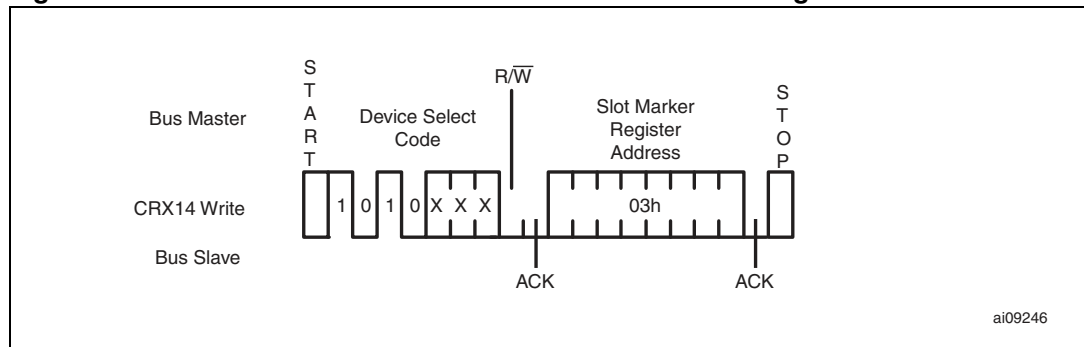 S
T
A
R
T
Bus Master
Device Select
Code
R/W
Slot Marker
Register
Address
S
T
O
P
CRX14 Write
1 0 1 0 X X X
03h
Bus Slave
ACK
ACK
ai09246